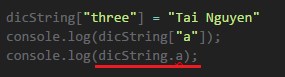 dicString["three"] = "Tai Nguyen"
console.log(dicString["a"]);
console.log(dicString.a);